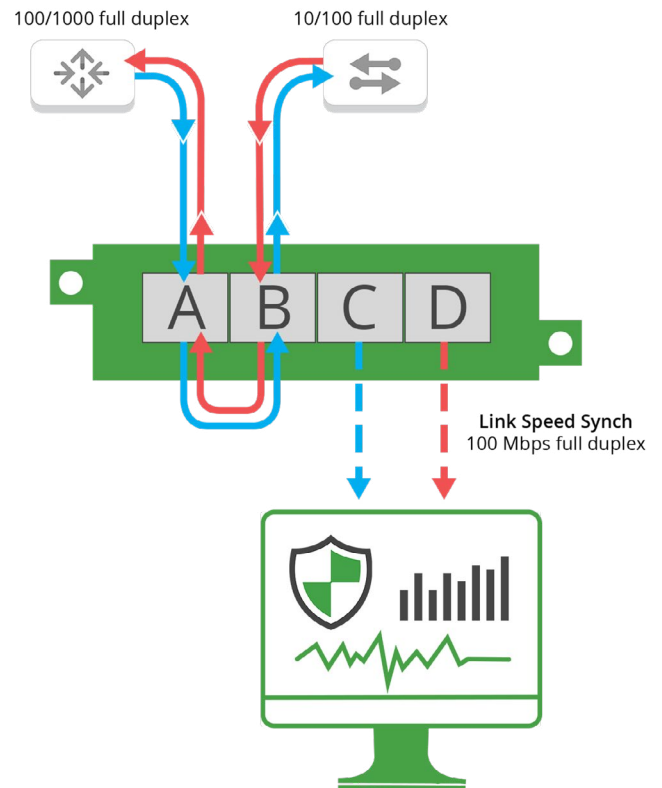 100/1000 full duplex
10/100 full duplex
A
B
C
D
Link Speed Synch
100 Mbps full duplex